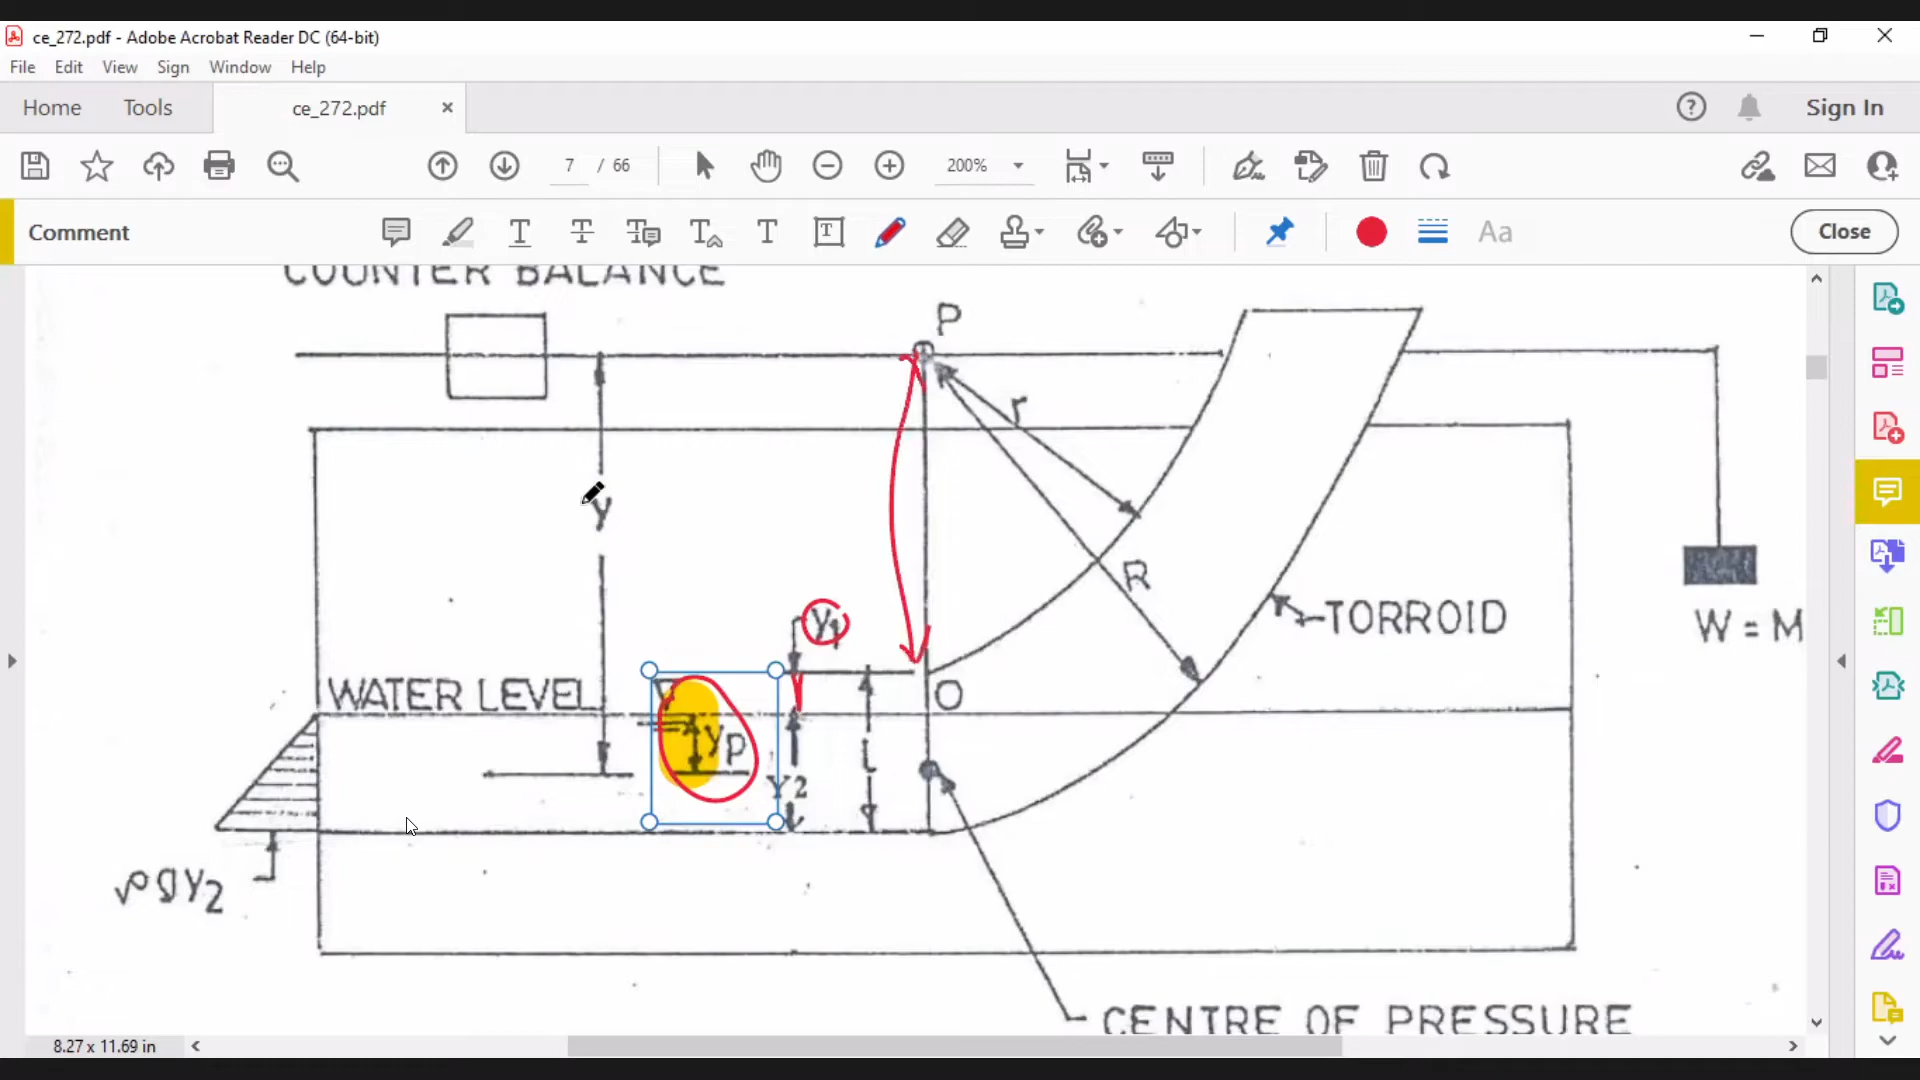 ce_272.pdf - Adobe Acrobat Reader DC (64-bit)
File Edit View Sign Window Help
Home Tools ce_272.pdf Sign In
7 / 66 200%
Comment Aa Close
COUNTER BALANCE
P
r
y
R
y1
TORROID
W = M
WATER LEVEL
O
yp
L
Y2
ρgy2
CENTRE OF PRESSURE
8.27 x 11.69 in